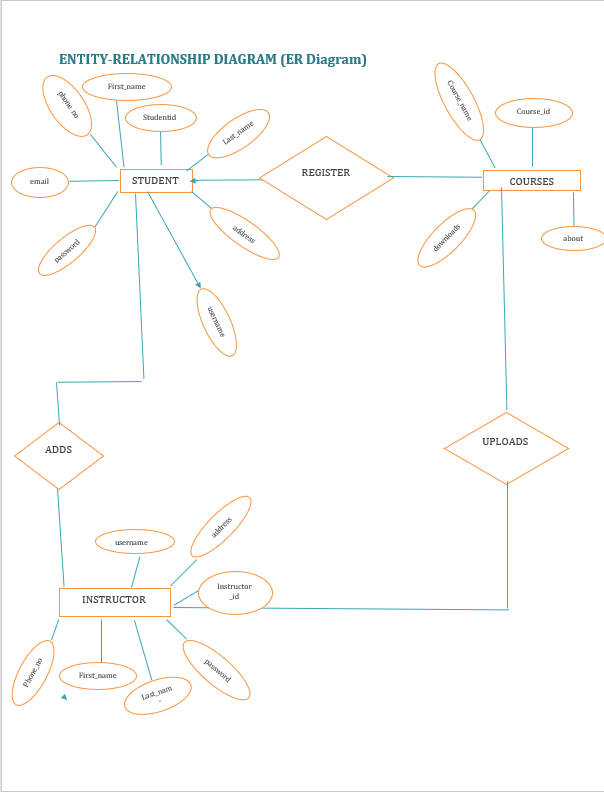 ENTITY-RELATIONSHIP DIAGRAM (ER Diagram)
First_name
phone_no
Studentid
Last_name
Course_name
Course_id
REGISTER
email
STUDENT
COURSES
password
address
downloads
about
username
ADDS
UPLOADS
address
username
Instructor
_id
INSTRUCTOR
Phone_no
First_name
Last_nam
_
password